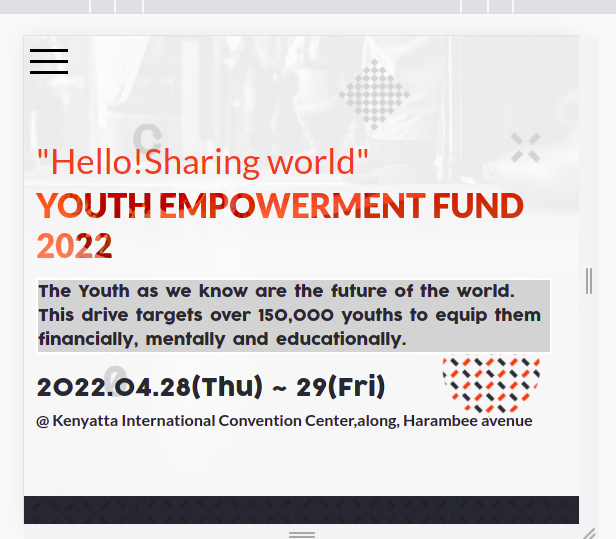 "Hello!Sharing world"
YOUTH EMPOWERMENT FUND
2022
The Youth as we know are the future of the world.
This drive targets over 150,000 youths to equip them
financially, mentally and educationally.
2022.04.28(Thu) ~ 29(Fri)
@ Kenyatta International Convention Center,along, Harambee avenue